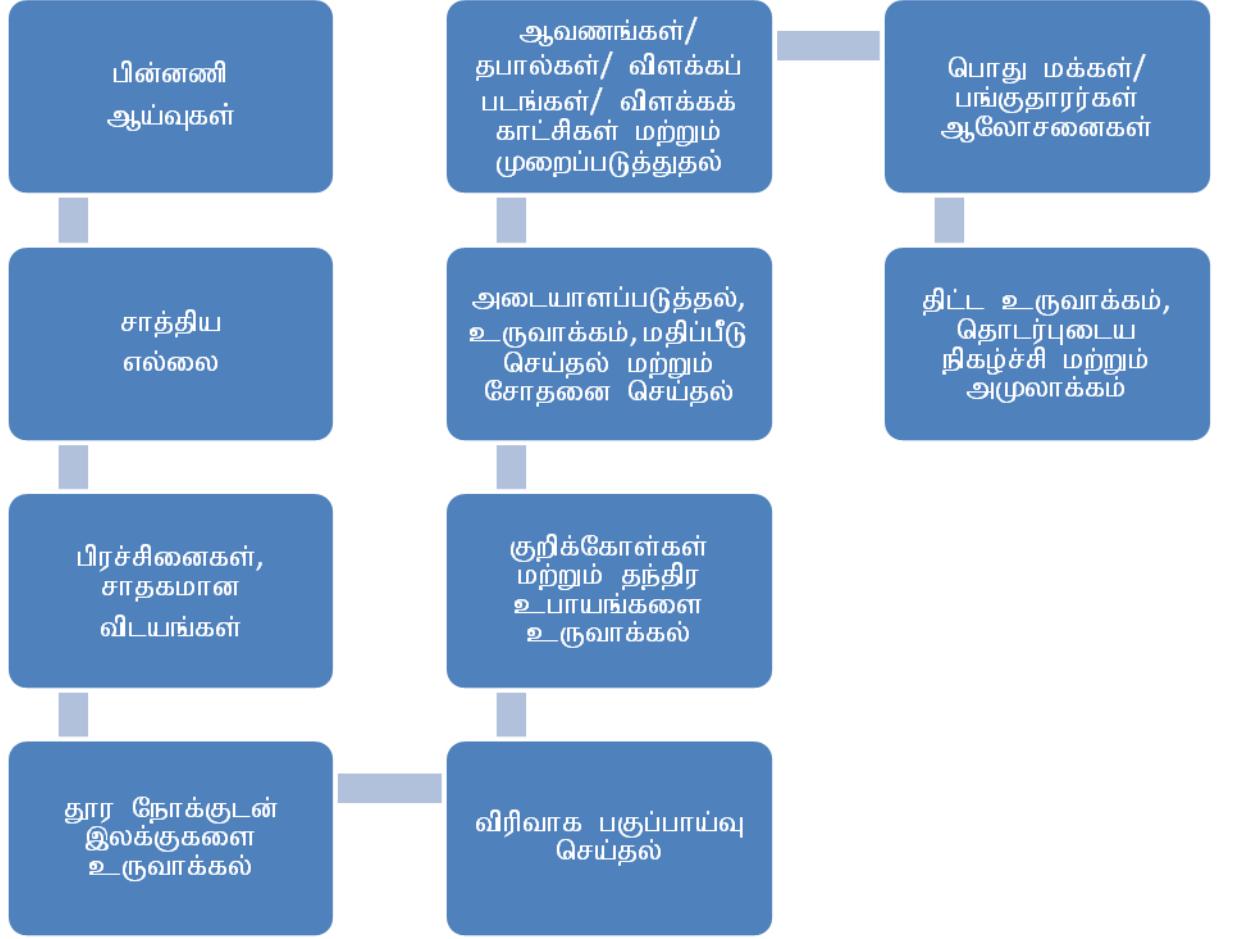 பின்னணி
ஆய்வுகள்
சாத்திய
எல்லை
பிரச்சினைகள்,
சாதகமான
விடயங்கள்
தூர நோக்குடன்
இலக்குகளை
உருவாக்கல்
விரிவாக பகுப்பாய்வு
செய்தல்
குறிக்கோள்கள்
மற்றும் தந்திர
உபாயங்களை
உருவாக்கல்
அடையாளப்படுத்தல்,
உருவாக்கம், மதிப்பீடு
செய்தல் மற்றும்
சோதனை செய்தல்
ஆவணங்கள்/
தபால்கள்/ விளக்கப்
படங்கள்/ விளக்கக்
காட்சிகள் மற்றும்
முறைப்படுத்துதல்
பொது மக்கள்/
பங்குதாரர்கள்
ஆலோசனைகள்
திட்ட உருவாக்கம்,
தொடர்புடைய
நிகழ்ச்சி மற்றும்
அமுலாக்கம்